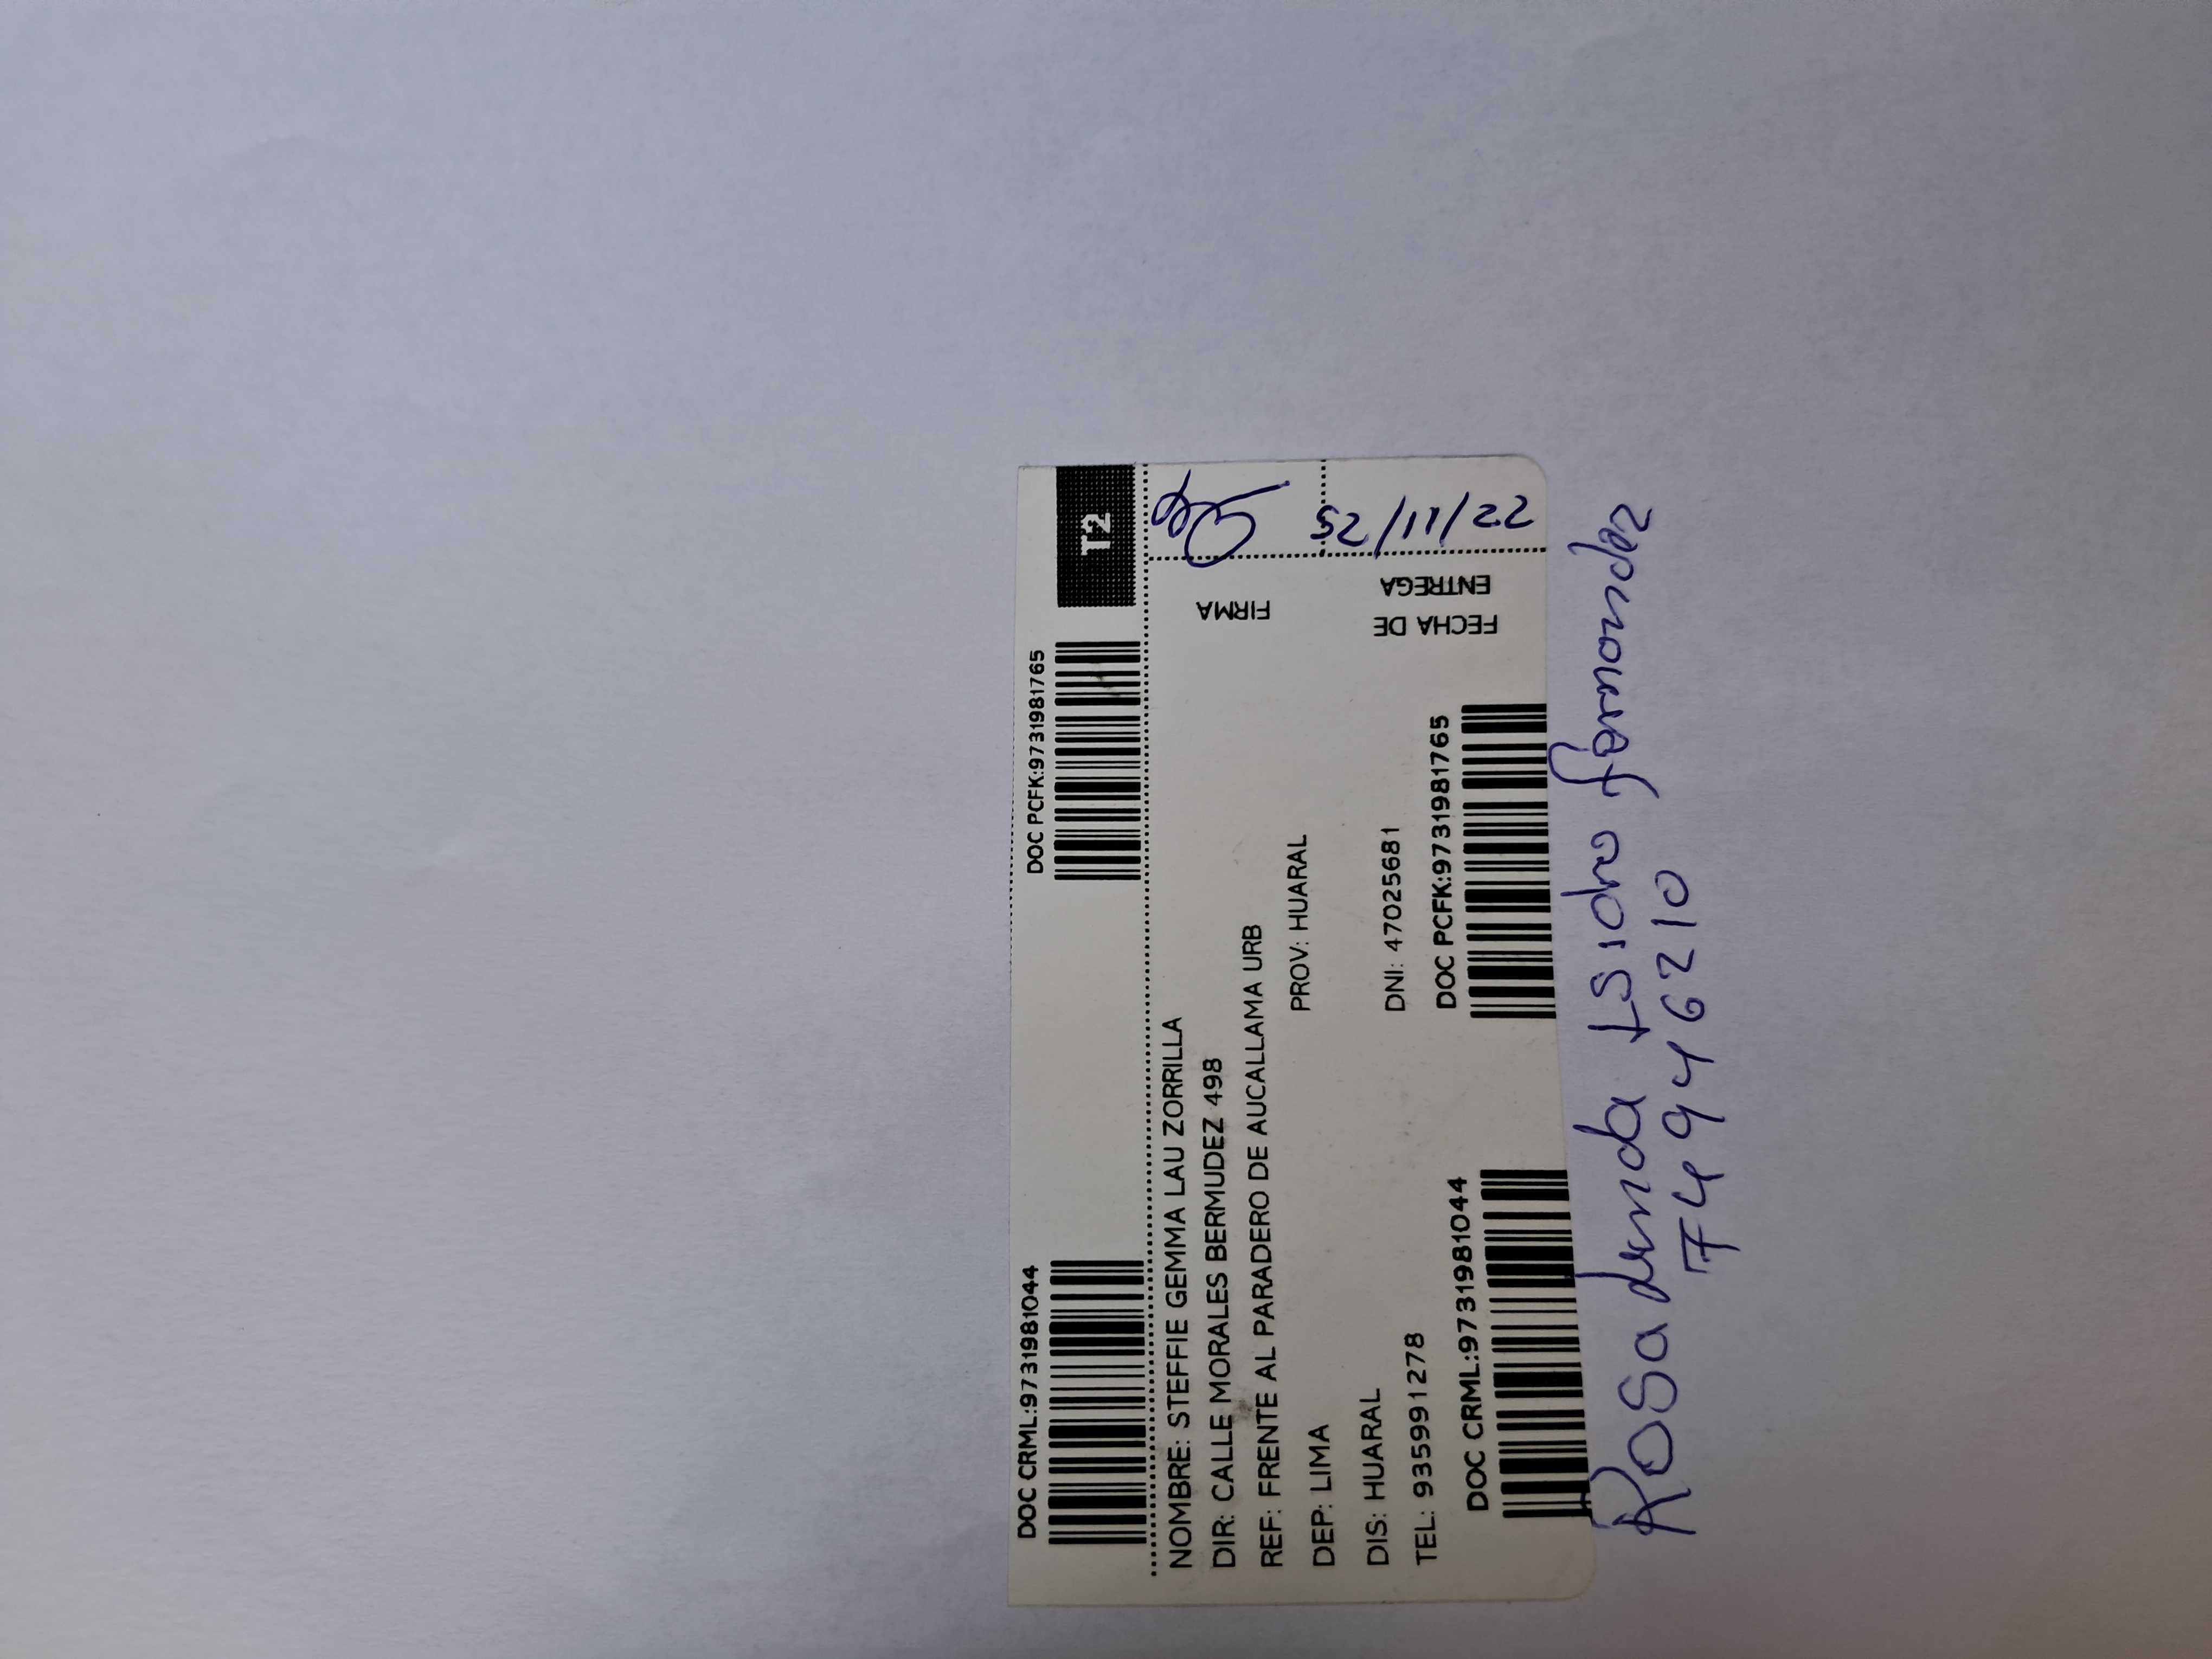 DOC CRML:9731981044
DOC PCFK:9731981765
T2
NOMBRE: STEFFIE GEMMA LAU ZORRILLA
DIR: CALLE MORALES BERMUDEZ 498
REF: FRENTE AL PARADERO DE AUCALLAMA URB
DEP: LIMA
PROV: HUARAL
DIS: HUARAL
DNI: 47025681
TEL: 935991278
DOC CRML:9731981044
DOC PCFK:9731981765
FIRMA
FECHA DE
ENTREGA
22/11/25
Rosalinda Isidro Fernandez
74946210